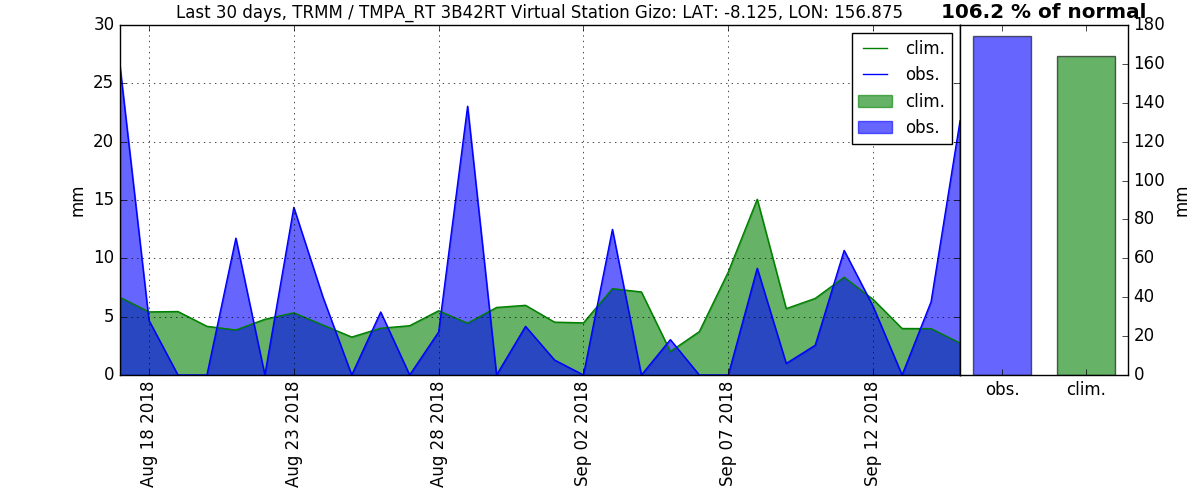 Last 30 days, TRMM / TMPA_RT 3B42RT Virtual Station Gizo: LAT: -8.125, LON: 156.875
106.2 % of normal
30
25
20
15
10
5
0
mm
clim.
obs.
clim.
obs.
Aug 18 2018
Aug 23 2018
Aug 28 2018
Sep 02 2018
Sep 07 2018
Sep 12 2018
180
160
140
120
100
80
60
40
20
0
mm
obs.
clim.